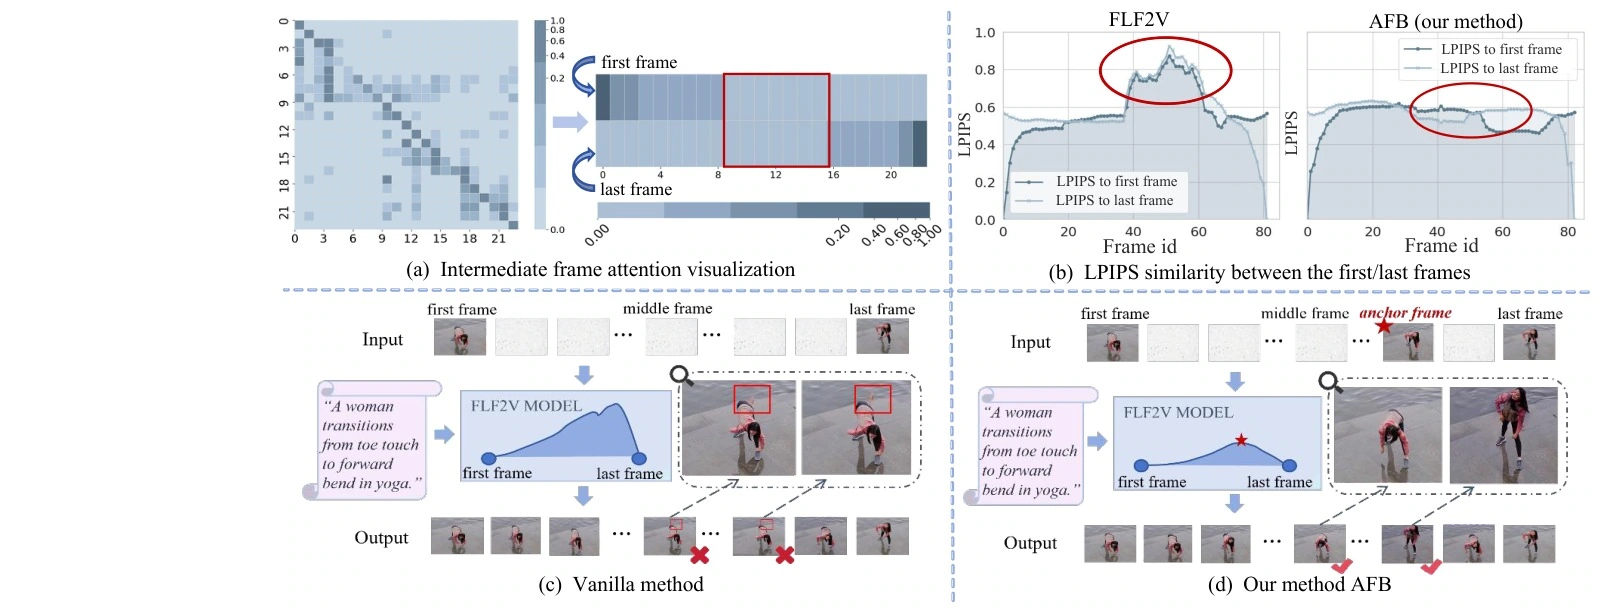 0
3
6
9
12
15
18
21
0 3 6 9 12 15 18 21
1.0
0.8
0.6
0.4
0.2
0.0
first frame
0 4 8 12 16 20
last frame
0.00 0.20 0.40 0.60 0.80 1.00
(a) Intermediate frame attention visualization
FLF2V
LPIPS
1.0
0.8
0.6
0.4
0.2
0.0
LPIPS to first frame
LPIPS to last frame
0 20 40 60 80
Frame id
AFB (our method)
LPIPS
LPIPS to first frame
LPIPS to last frame
0 20 40 60 80
Frame id
(b) LPIPS similarity between the first/last frames
first frame middle frame last frame
Input ... ...
“A woman
transitions
from toe touch
to forward
bend in yoga.”
FLF2V MODEL
first frame last frame
Output ... ...
(c) Vanilla method
first frame middle frame anchor frame last frame
Input ... ...
“A woman
transitions
from toe touch
to forward
bend in yoga.”
FLF2V MODEL
first frame last frame
Output ... ...
(d) Our method AFB